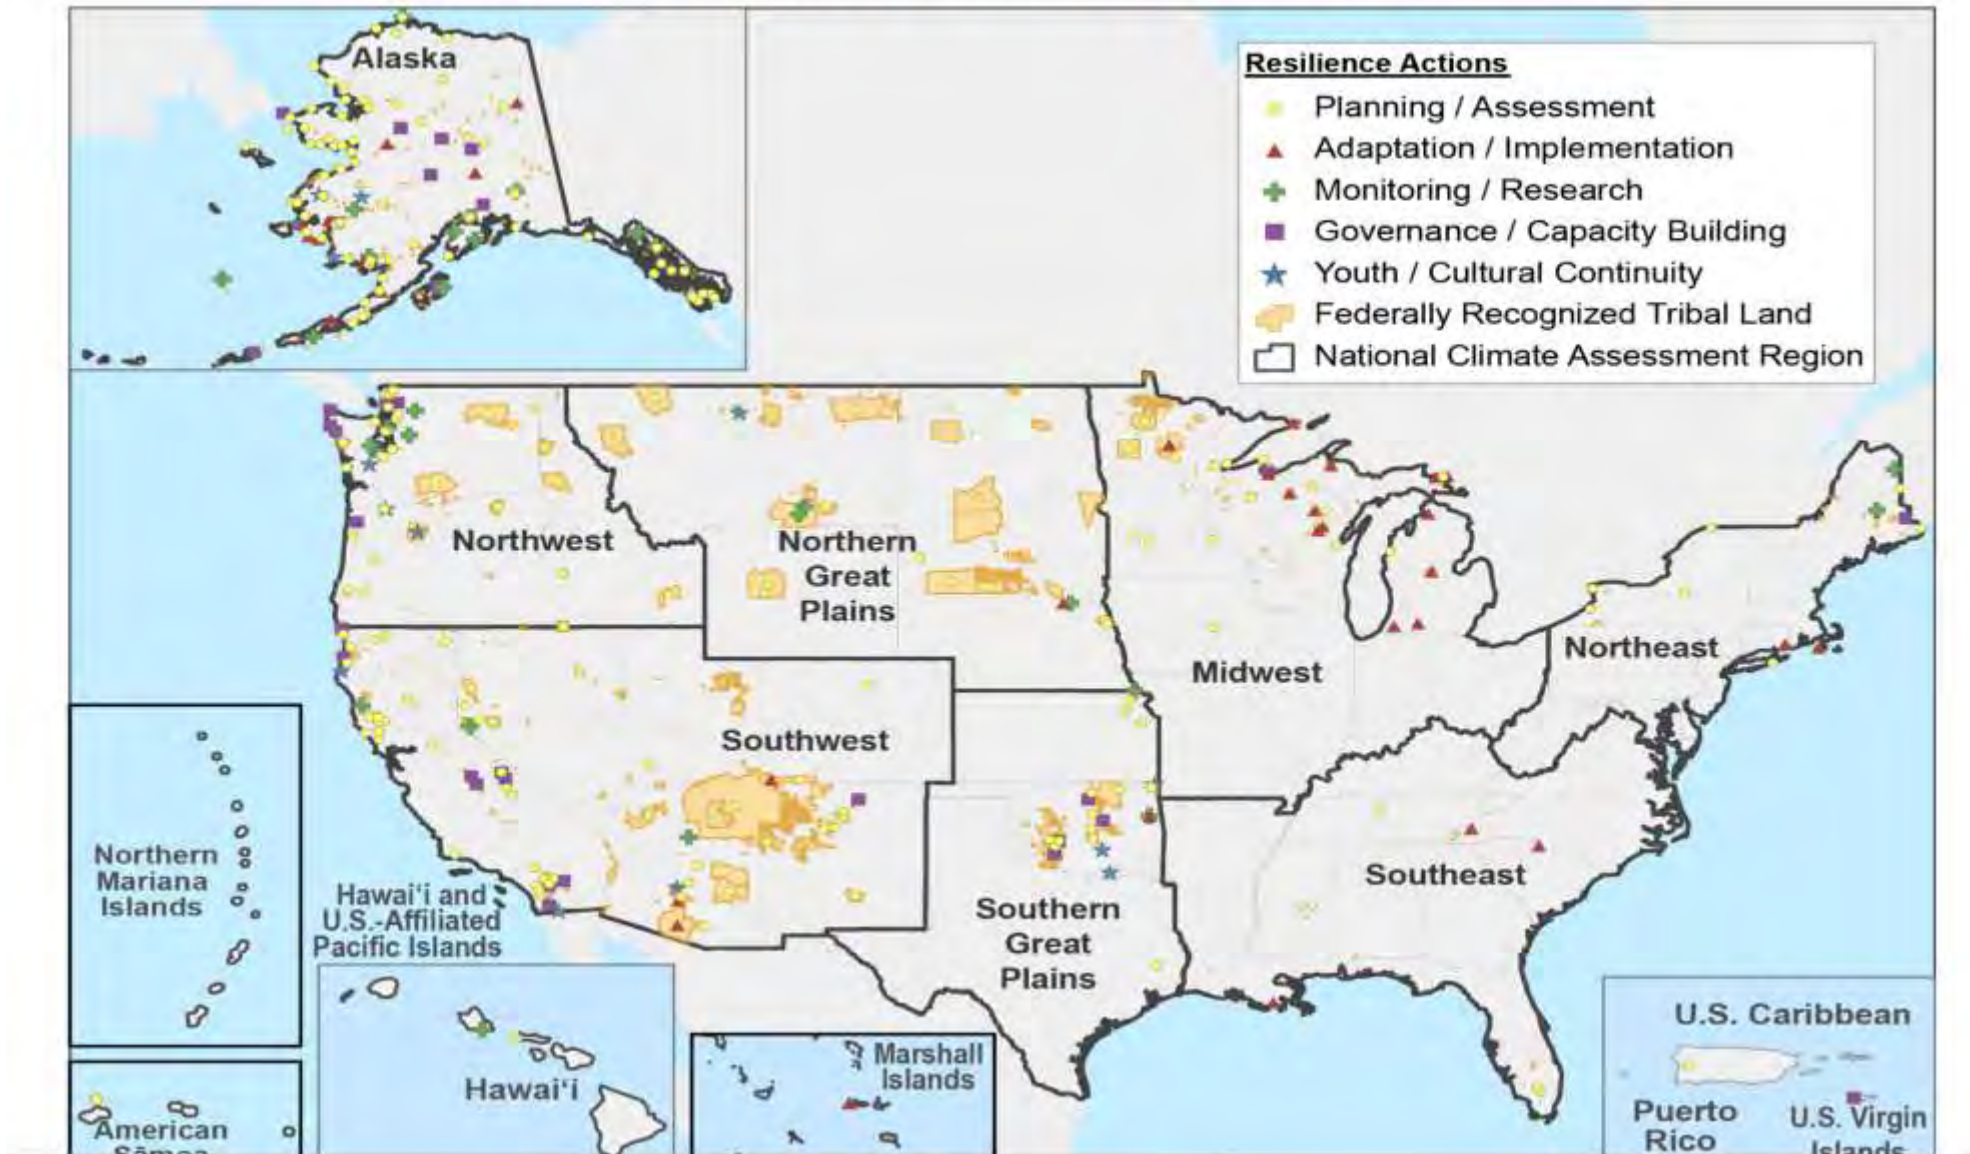 Alaska
Resilience Actions
Planning / Assessment
Adaptation / Implementation
Monitoring / Research
Governance / Capacity Building
Youth / Cultural Continuity
Federally Recognized Tribal Land
National Climate Assessment Region
Northwest
Northern
Great
Plains
Midwest
Northeast
Southwest
Southeast
Southern
Great
Plains
Northern
Mariana
Islands
Hawai‘i and
U.S.-Affiliated
Pacific Islands
Hawai‘i
Marshall
Islands
American
Sāmoa
U.S. Caribbean
Puerto
Rico
U.S. Virgin
Islands